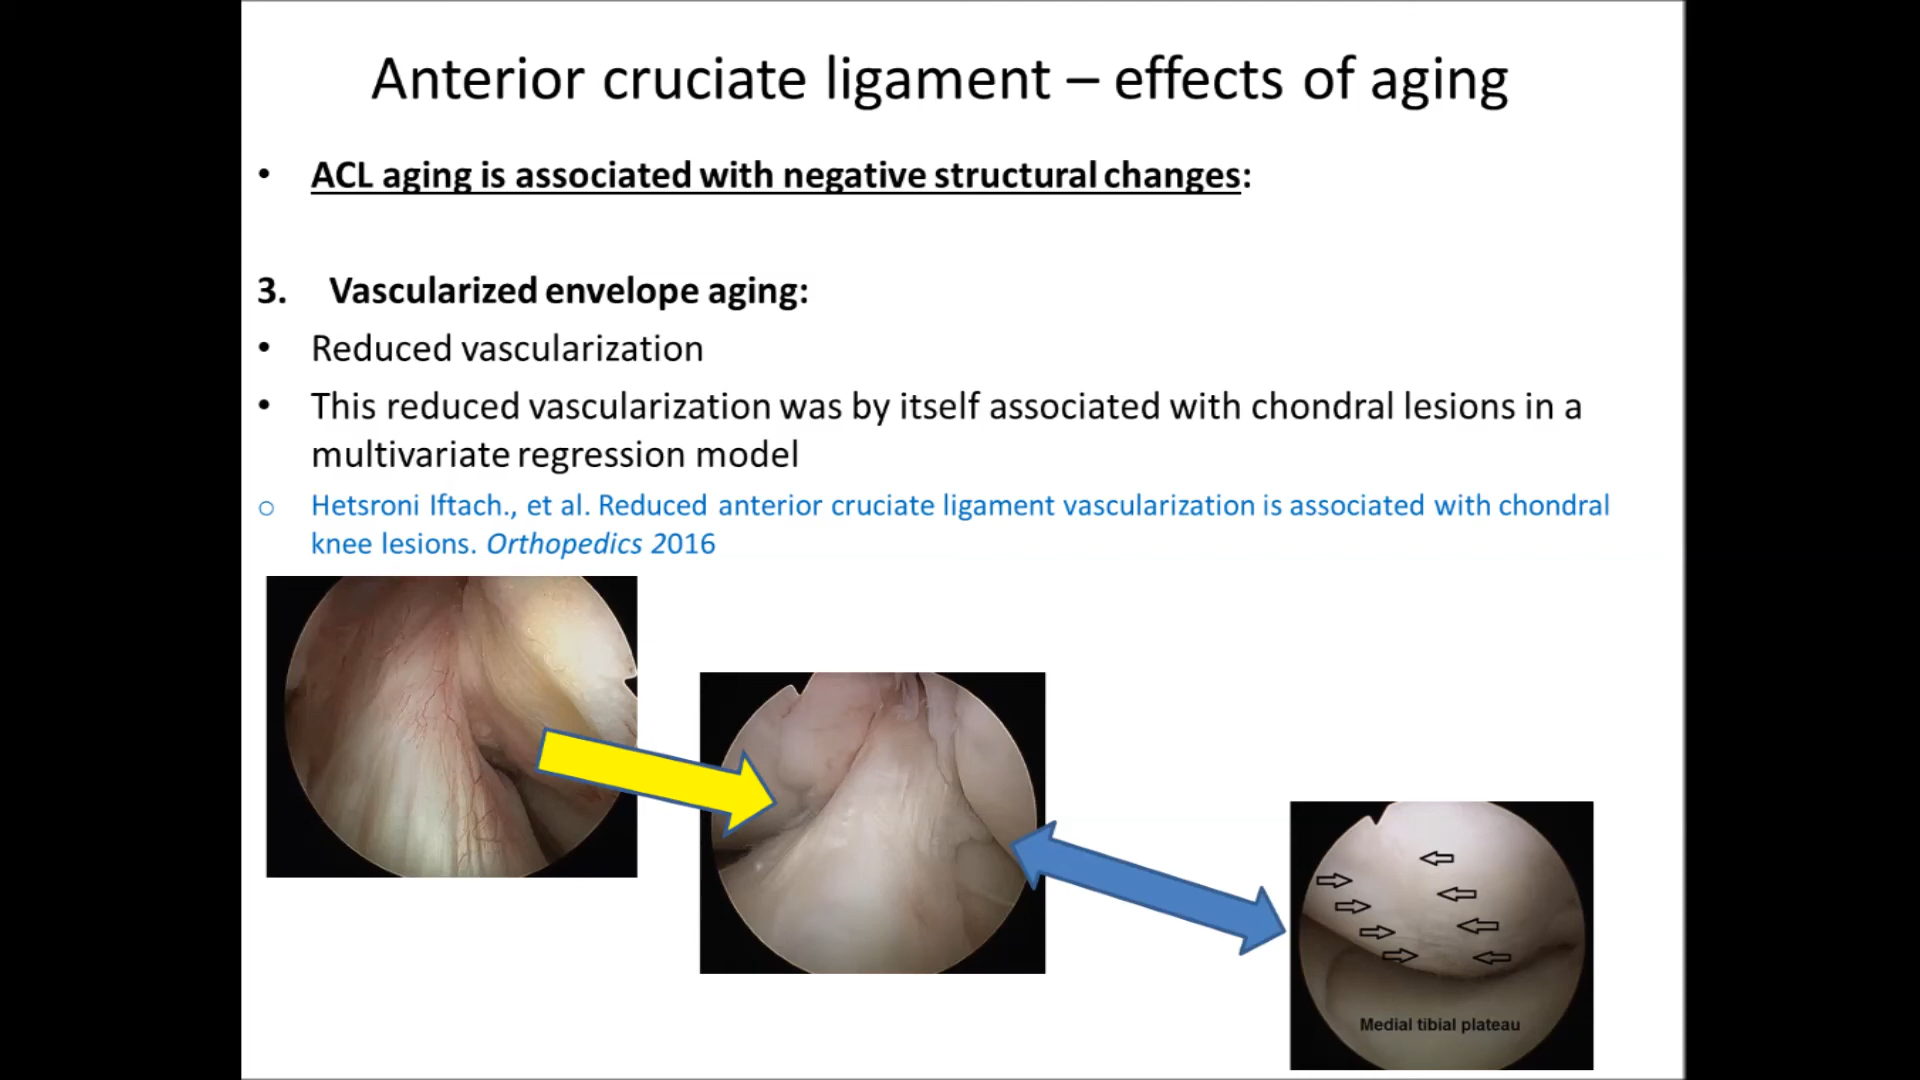 Anterior cruciate ligament – effects of aging
• ACL aging is associated with negative structural changes:
3. Vascularized envelope aging:
• Reduced vascularization
• This reduced vascularization was by itself associated with chondral lesions in a
multivariate regression model
o Hetsroni Iftach., et al. Reduced anterior cruciate ligament vascularization is associated with chondral
knee lesions. Orthopedics 2016
Medial tibial plateau